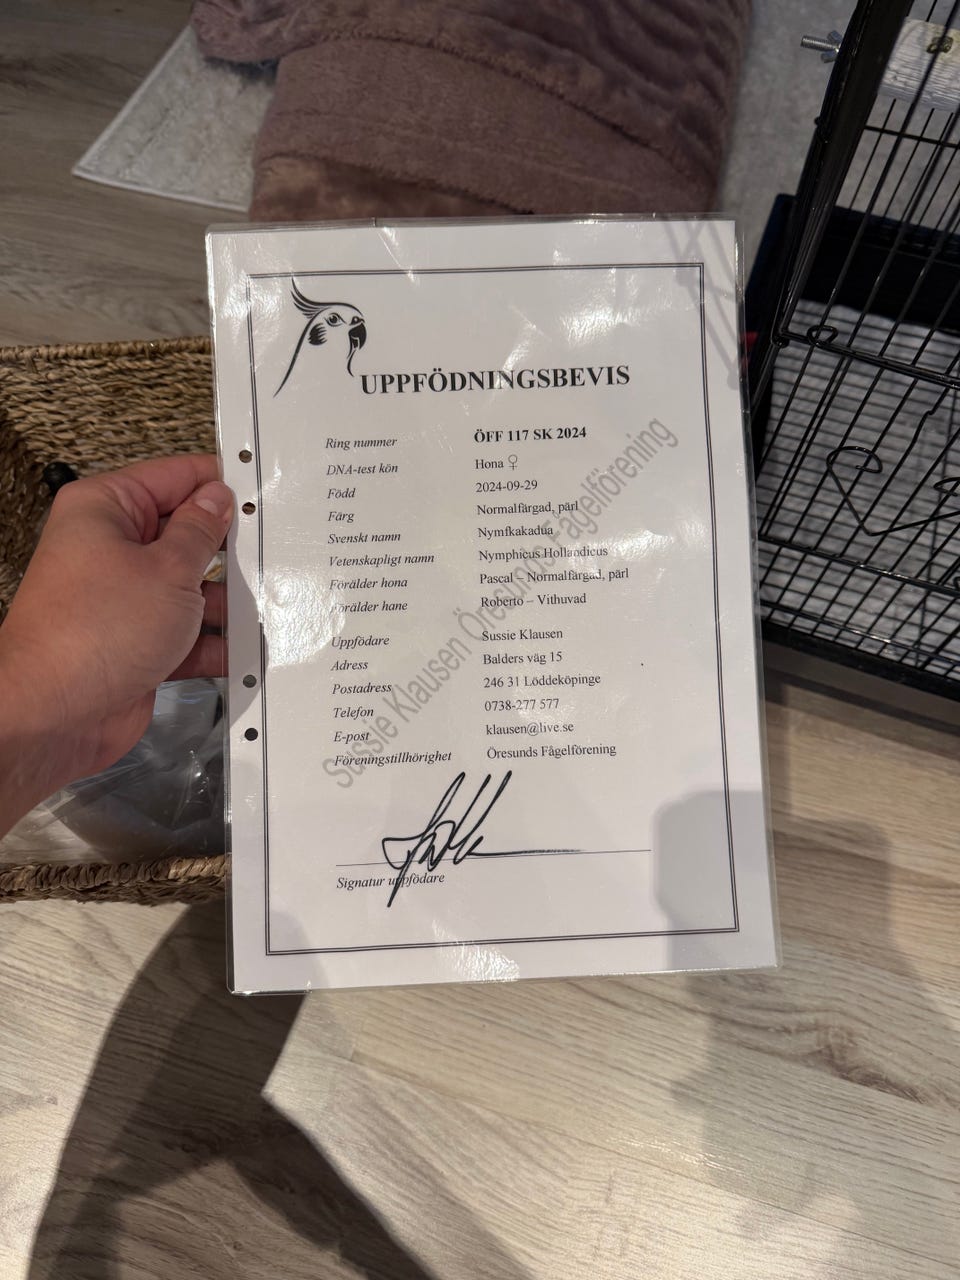 UPPFÖDNINGSBEVIS
Ring nummer ÖFF 117 SK 2024
DNA-test kön Hona ♀
Född 2024-09-29
Färg Normalfärgad, pärl
Svenskt namn Nymfkakadua
Vetenskapligt namn Nymphicus Hollandicus
Förälder hona Pascal – Normalfärgad, pärl
Förälder hane Roberto – Vithuvad
Uppfödare Sussie Klausen
Adress Balders väg 15
Postadress 246 31 Löddeköpinge
Telefon 0738-277 577
E-post klausen@live.se
Föreningstillhörighet Öresunds Fågelförening
Signatur uppfödare
Sussie Klausen Öresunds Fågelförening